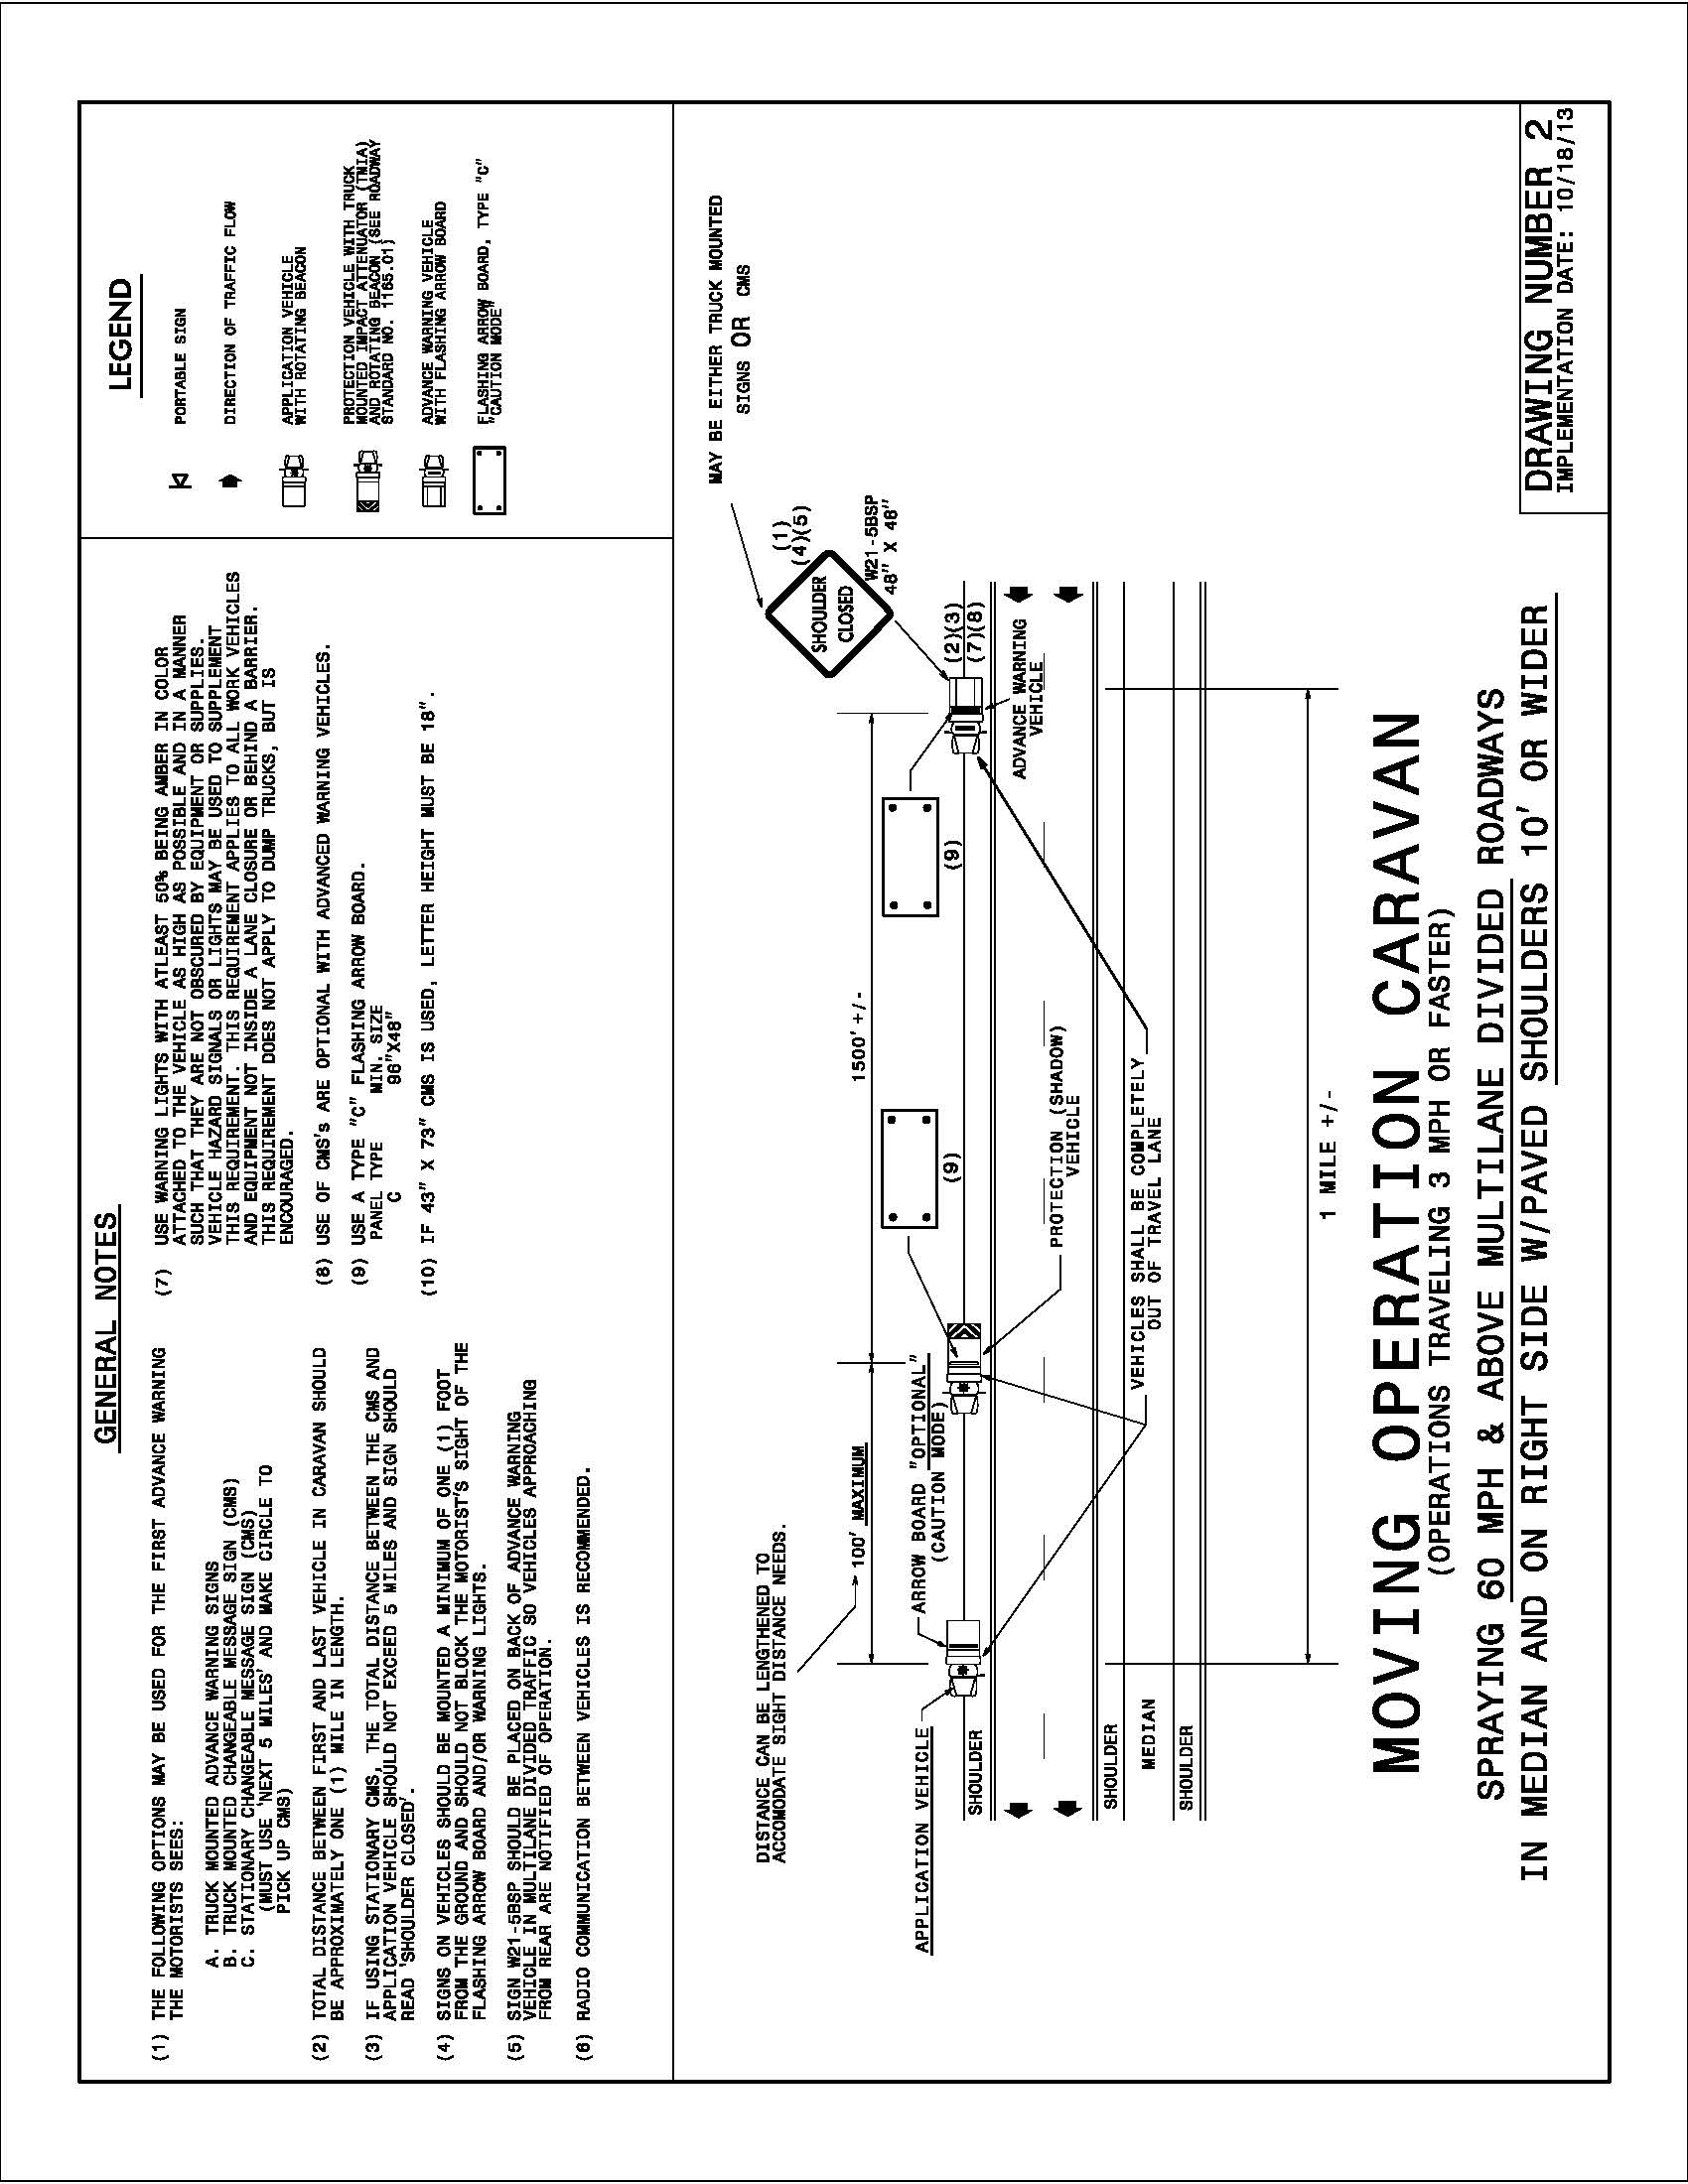 GENERAL NOTES
(1) THE FOLLOWING OPTIONS MAY BE USED FOR THE FIRST ADVANCE WARNING
THE MOTORISTS SEES:
A. TRUCK MOUNTED ADVANCE WARNING SIGNS
B. TRUCK MOUNTED CHANGEABLE MESSAGE SIGN (CMS)
C. STATIONARY CHANGEABLE MESSAGE SIGN (CMS)
(MUST USE 'NEXT 5 MILES' AND MAKE CIRCLE TO
PICK UP CMS)
(2) TOTAL DISTANCE BETWEEN FIRST AND LAST VEHICLE IN CARAVAN SHOULD
BE APPROXIMATELY ONE (1) MILE IN LENGTH.
(3) IF USING STATIONARY CMS, THE TOTAL DISTANCE BETWEEN THE CMS AND
APPLICATION VEHICLE SHOULD NOT EXCEED 5 MILES AND SIGN SHOULD
READ 'SHOULDER CLOSED'.
(4) SIGNS ON VEHICLES SHOULD BE MOUNTED A MINIMUM OF ONE (1) FOOT
FROM THE GROUND AND SHOULD NOT BLOCK THE MOTORIST'S SIGHT OF THE
FLASHING ARROW BOARD AND/OR WARNING LIGHTS.
(5) SIGN W21-5BSP SHOULD BE PLACED ON BACK OF ADVANCE WARNING
VEHICLE IN MULTILANE DIVIDED TRAFFIC SO VEHICLES APPROACHING
FROM REAR ARE NOTIFIED OF OPERATION.
(6) RADIO COMMUNICATION BETWEEN VEHICLES IS RECOMMENDED.
(7) USE WARNING LIGHTS WITH ATLEAST 50% BEING AMBER IN COLOR
ATTACHED TO THE VEHICLE AS HIGH AS POSSIBLE AND IN A MANNER
SUCH THAT THEY ARE NOT OBSCURED BY EQUIPMENT OR SUPPLIES.
VEHICLE HAZARD SIGNALS OR LIGHTS MAY BE USED TO SUPPLEMENT
THIS REQUIREMENT. THIS REQUIREMENT APPLIES TO ALL WORK VEHICLES
AND EQUIPMENT NOT INSIDE A LANE CLOSURE OR BEHIND A BARRIER.
THIS REQUIREMENT DOES NOT APPLY TO DUMP TRUCKS, BUT IS
ENCOURAGED.
(8) USE OF CMS's ARE OPTIONAL WITH ADVANCED WARNING VEHICLES.
(9) USE A TYPE "C" FLASHING ARROW BOARD.
PANEL TYPE MIN. SIZE
C 96"X48"
(10) IF 43" X 73" CMS IS USED, LETTER HEIGHT MUST BE 18".
LEGEND
PORTABLE SIGN
DIRECTION OF TRAFFIC FLOW
APPLICATION VEHICLE
WITH ROTATING BEACON
PROTECTION VEHICLE WITH TRUCK
MOUNTED IMPACT ATTENUATOR (TMIA)
AND ROTATING BEACON (SEE ROADWAY
STANDARD NO. 1165.01)
ADVANCE WARNING VEHICLE
WITH FLASHING ARROW BOARD
FLASHING ARROW BOARD, TYPE "C"
"CAUTION MODE"
MAY BE EITHER TRUCK MOUNTED
SIGNS OR CMS
(1)
(4)(5)
SHOULDER
CLOSED
W21-5BSP
48" X 48"
DISTANCE CAN BE LENGTHENED TO
ACCOMODATE SIGHT DISTANCE NEEDS.
100' MAXIMUM
1500'+/-
APPLICATION VEHICLE
ARROW BOARD "OPTIONAL"
(CAUTION MODE)
(9)
(9)
(2)(3)
(7)(8)
SHOULDER
ADVANCE WARNING
VEHICLE
PROTECTION (SHADOW)
VEHICLE
SHOULDER
VEHICLES SHALL BE COMPLETELY
OUT OF TRAVEL LANE
MEDIAN
SHOULDER
1 MILE +/-
MOVING OPERATION CARAVAN
(OPERATIONS TRAVELING 3 MPH OR FASTER)
SPRAYING 60 MPH & ABOVE MULTILANE DIVIDED ROADWAYS
IN MEDIAN AND ON RIGHT SIDE W/PAVED SHOULDERS 10' OR WIDER
DRAWING NUMBER 2
IMPLEMENTATION DATE: 10/18/13